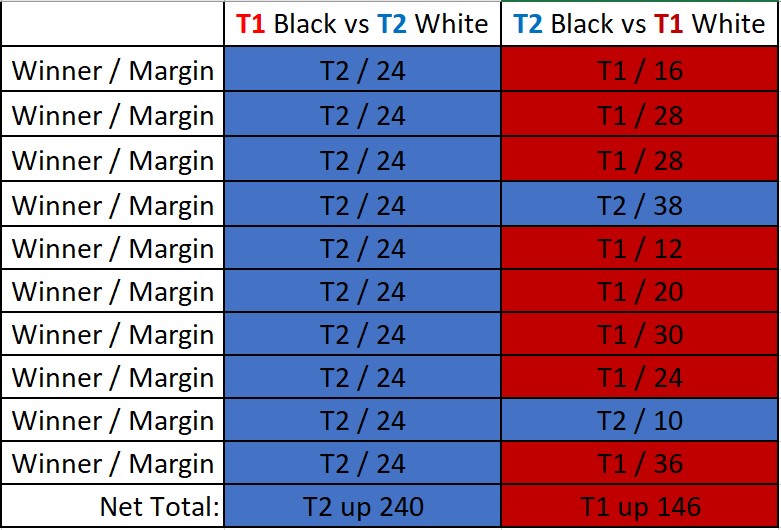 T1 Black vs T2 White T2 Black vs T1 White
Winner / Margin T2 / 24 T1 / 16
Winner / Margin T2 / 24 T1 / 28
Winner / Margin T2 / 24 T1 / 28
Winner / Margin T2 / 24 T2 / 38
Winner / Margin T2 / 24 T1 / 12
Winner / Margin T2 / 24 T1 / 20
Winner / Margin T2 / 24 T1 / 30
Winner / Margin T2 / 24 T1 / 24
Winner / Margin T2 / 24 T2 / 10
Winner / Margin T2 / 24 T1 / 36
Net Total: T2 up 240 T1 up 146